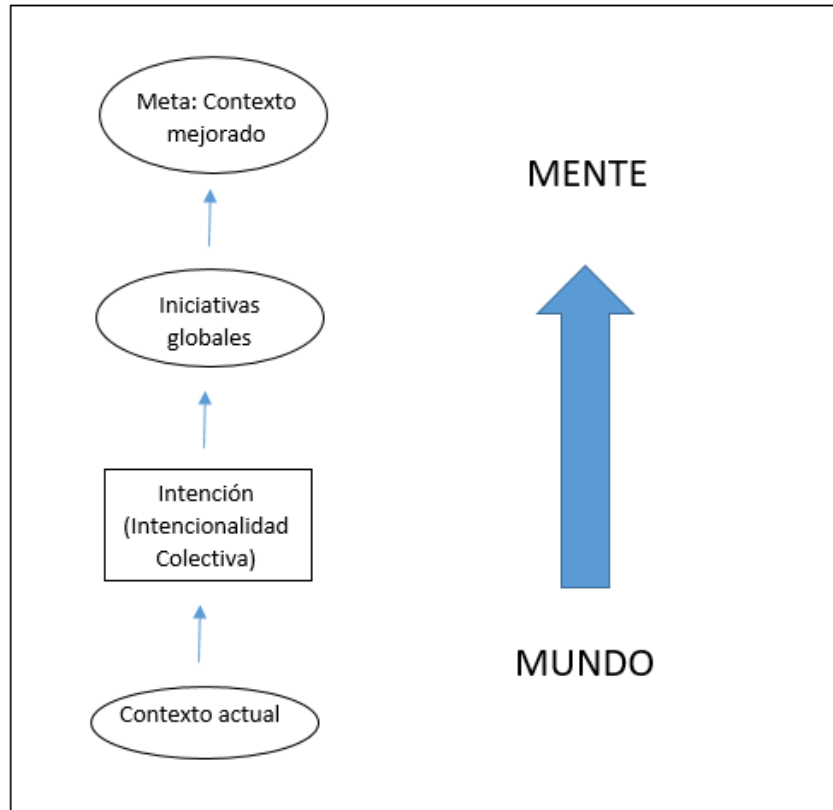 Meta: Contexto
mejorado
MENTE
Iniciativas
globales
Intención
(Intencionalidad
Colectiva)
MUNDO
Contexto actual